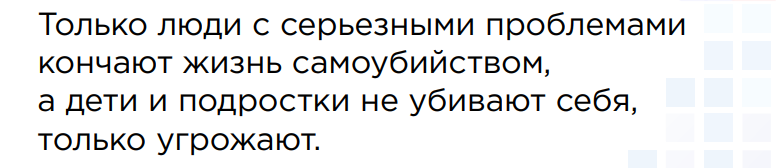 Только люди с серьезными проблемами
кончают жизнь самоубийством,
а дети и подростки не убивают себя,
только угрожают.